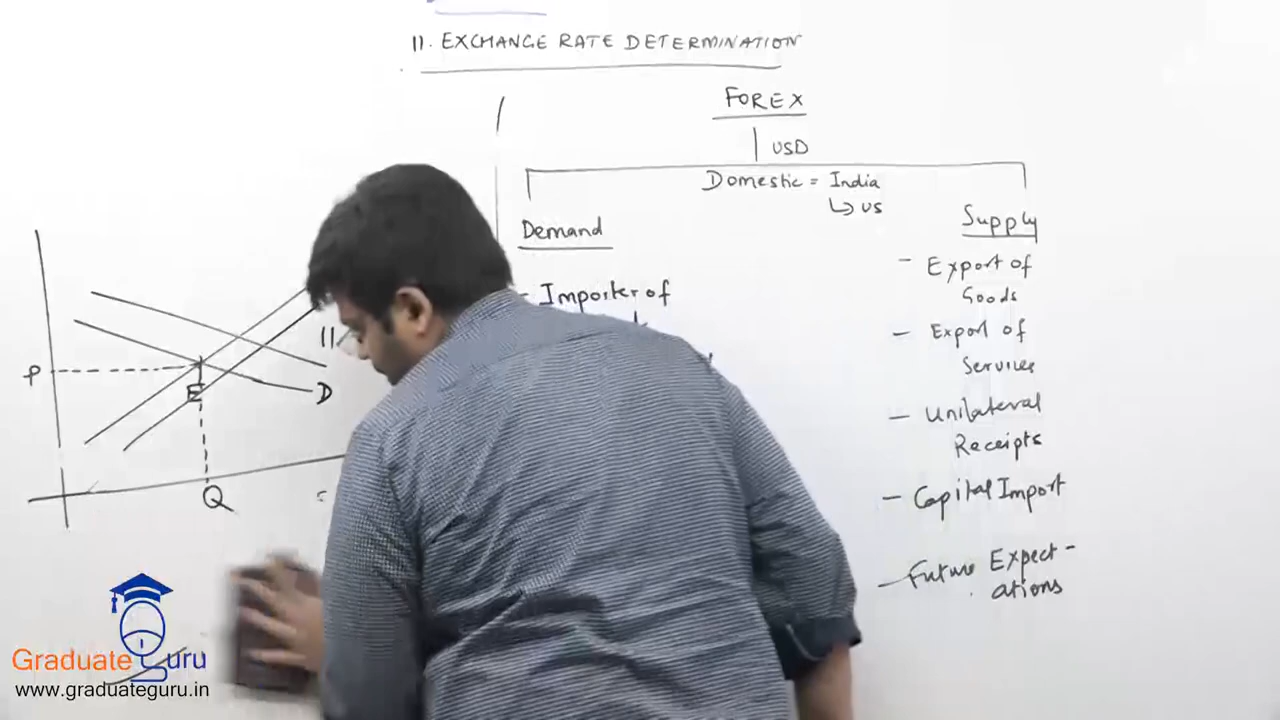 11. EXCHANGE RATE DETERMINATION
FOREX
USD
Domestic = India
↳ US
Demand
- Importer of
Supply
- Export of
Goods
- Export of
Services
- Unilateral
Receipts
- Capital Import
- Future Expect-
ations
P
E
D
Q
Graduate Guru
www.graduateguru.in